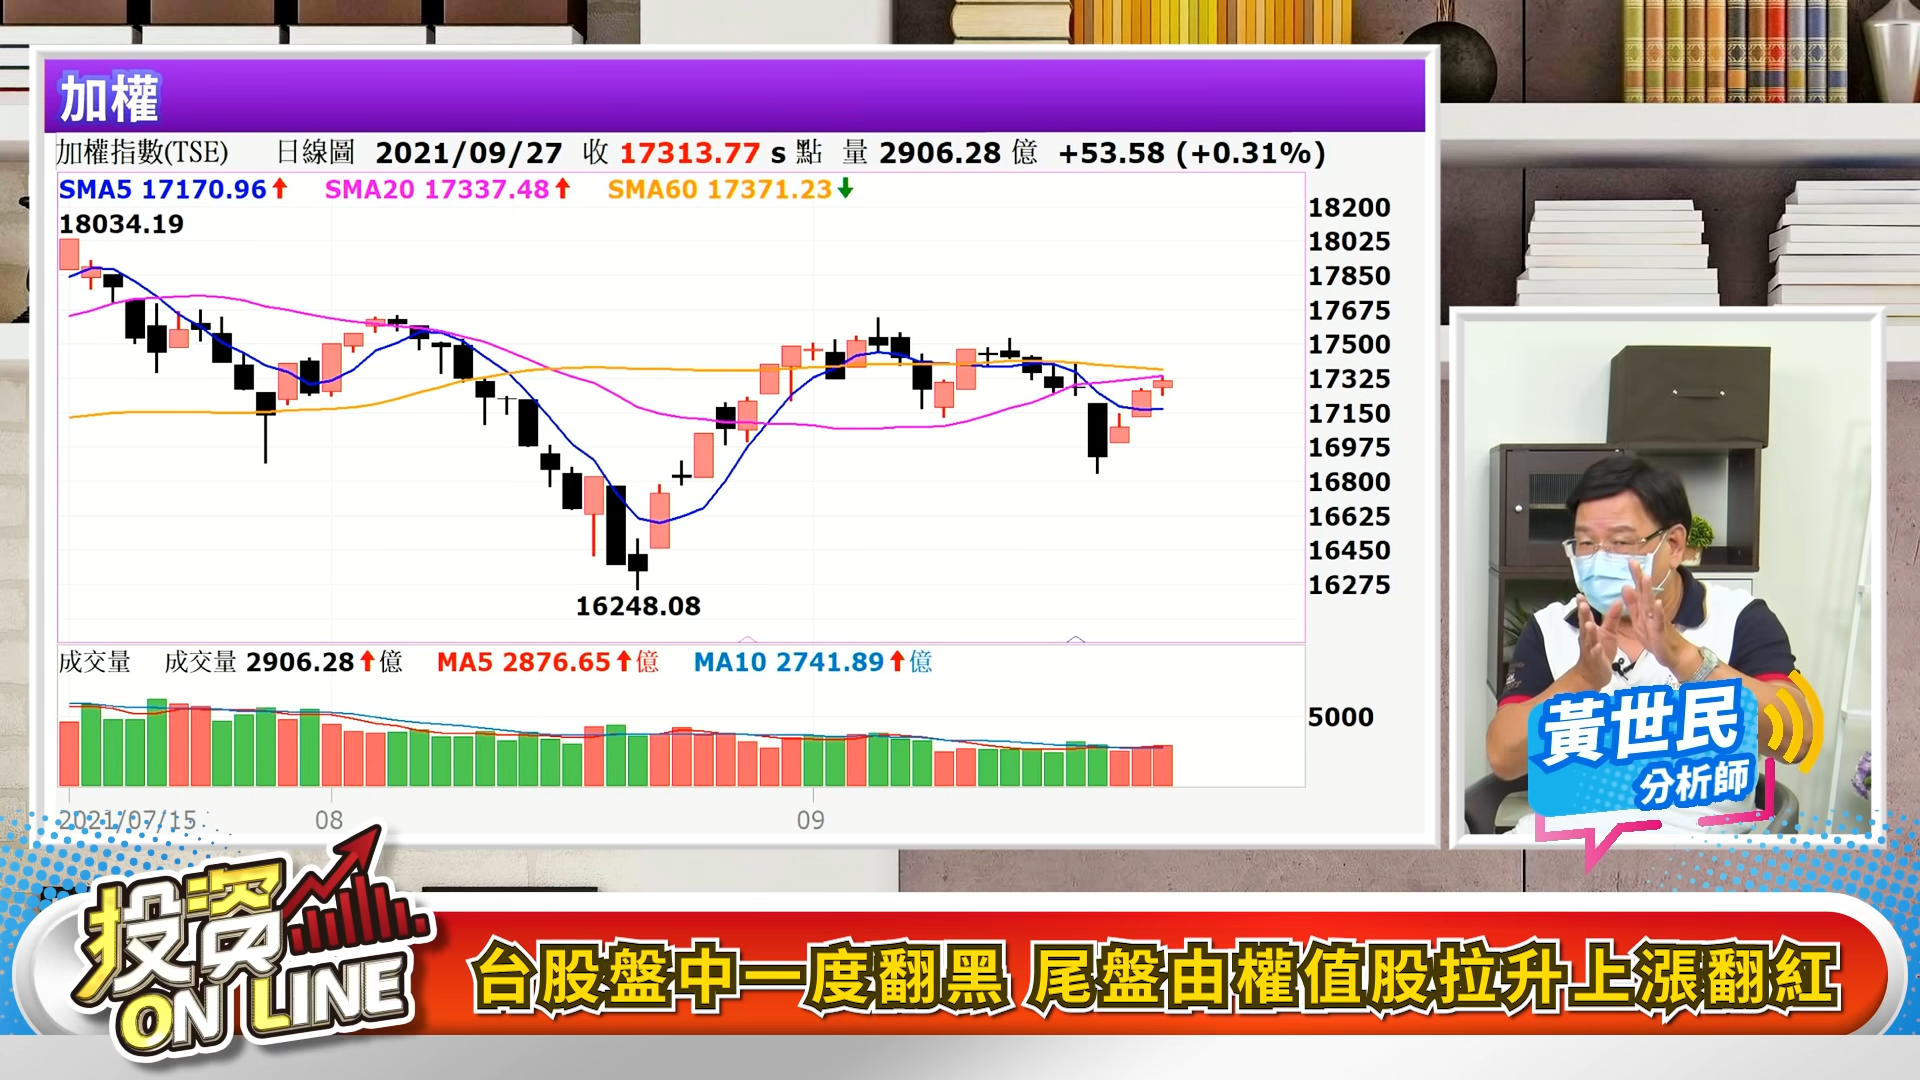 加權
加權指數(TSE) 日線圖 2021/09/27 收 17313.77 s 點 量 2906.28 億 +53.58 (+0.31%)
SMA5 17170.96↑ SMA20 17337.48↑ SMA60 17371.23↓
18034.19
18200
18025
17850
17675
17500
17325
17150
16975
16800
16625
16450
16275
16248.08
成交量 成交量 2906.28↑億 MA5 2876.65↑億 MA10 2741.89↑億
5000
2021/07/15 08 09
黃世民
分析師
投資
ON LINE
台股盤中一度翻黑 尾盤由權值股拉升上漲翻紅